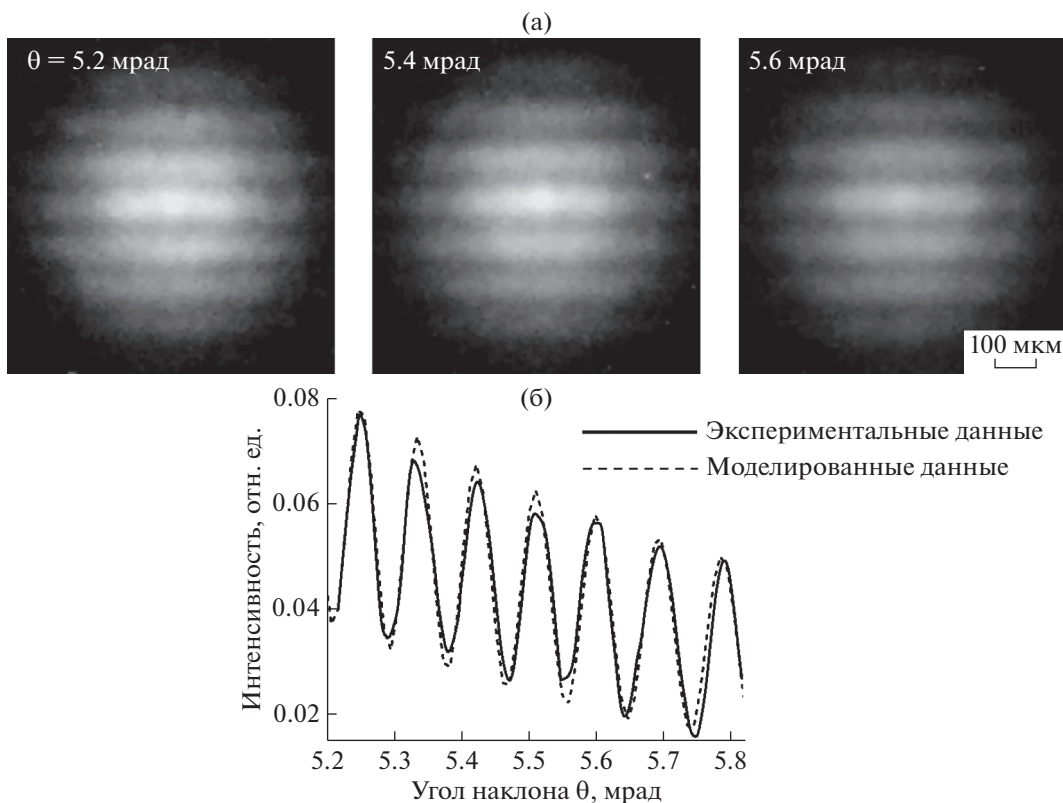 (а)
θ = 5.2 мрад
5.4 мрад
5.6 мрад
100 мкм
(б)
Экспериментальные данные
Моделированные данные
0.08
0.06
0.04
0.02
Интенсивность, отн. ед.
5.2 5.3 5.4 5.5 5.6 5.7 5.8
Угол наклона θ, мрад